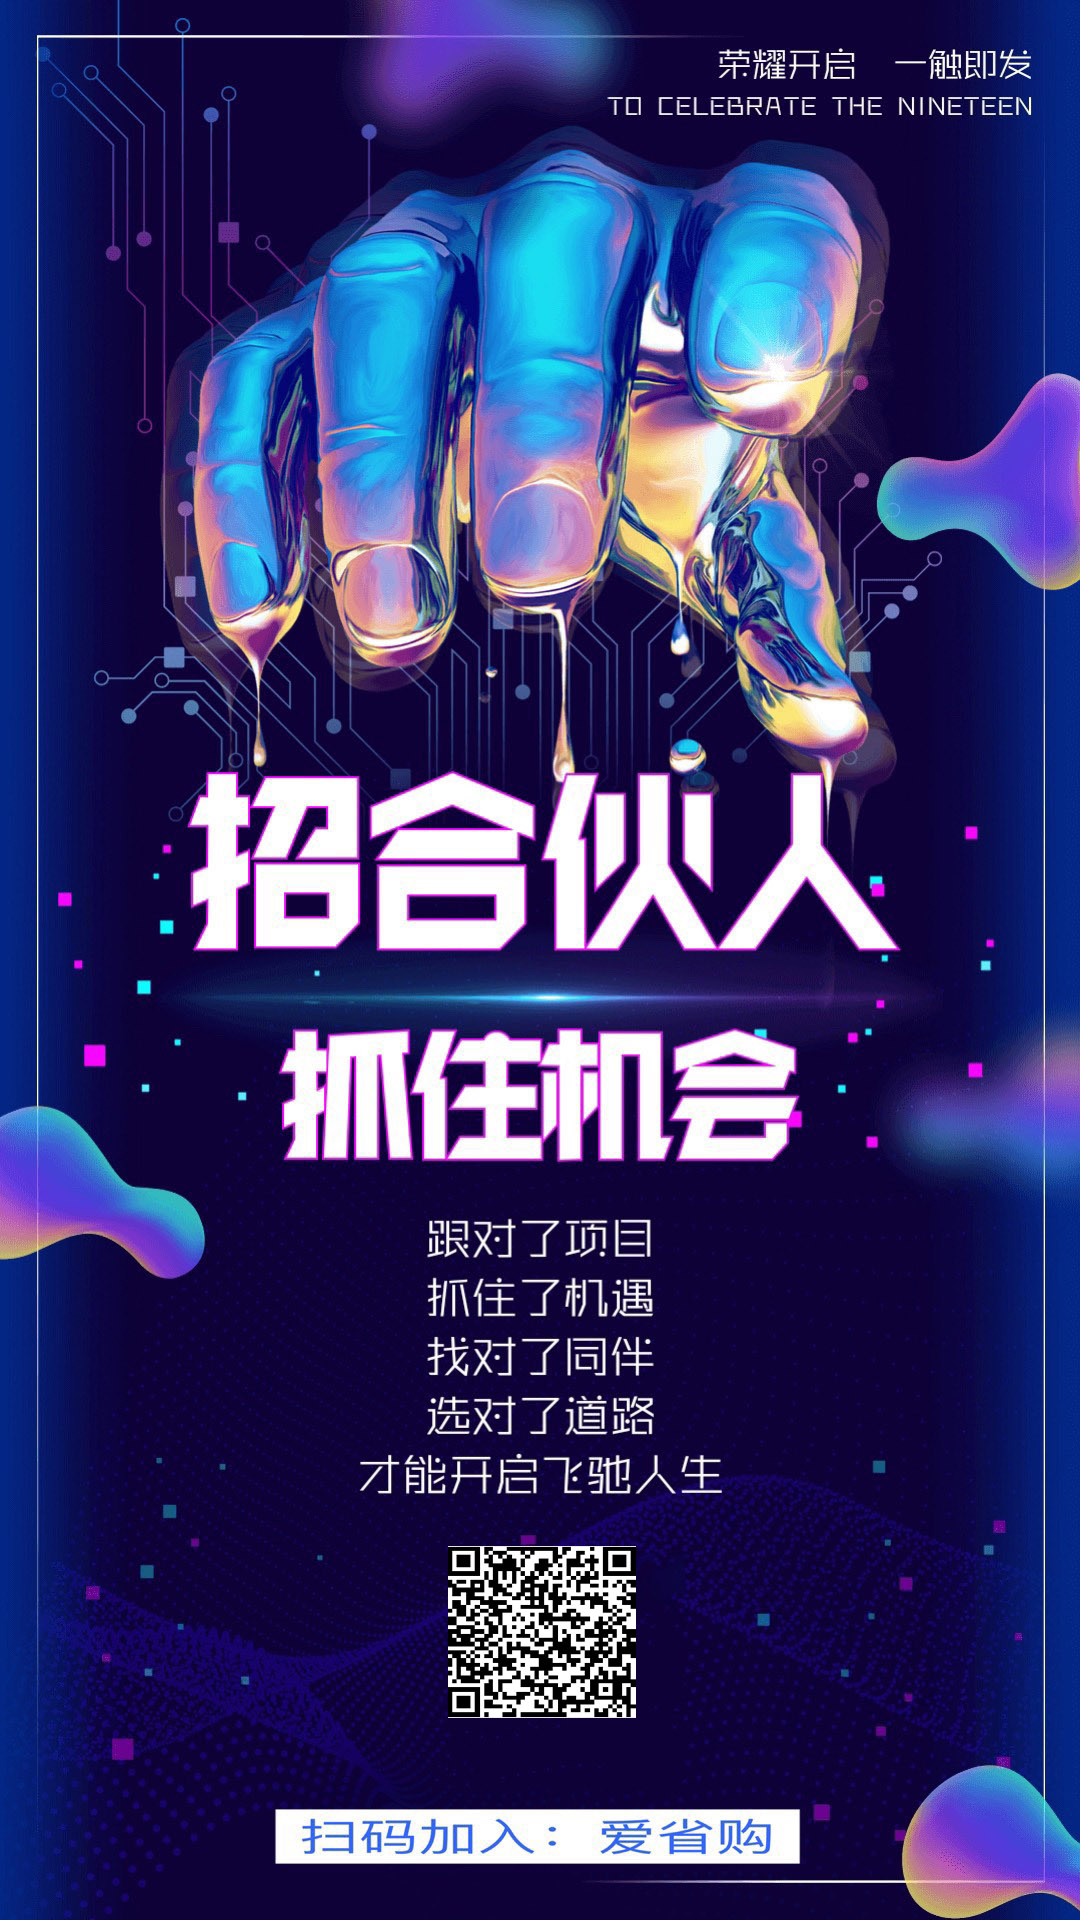 荣耀开启 一触即发
TO CELEBRATE THE NINETEEN
招合伙人
抓住机会
跟对了项目
抓住了机遇
找对了同伴
选对了道路
才能开启飞驰人生
扫码加入：爱省购